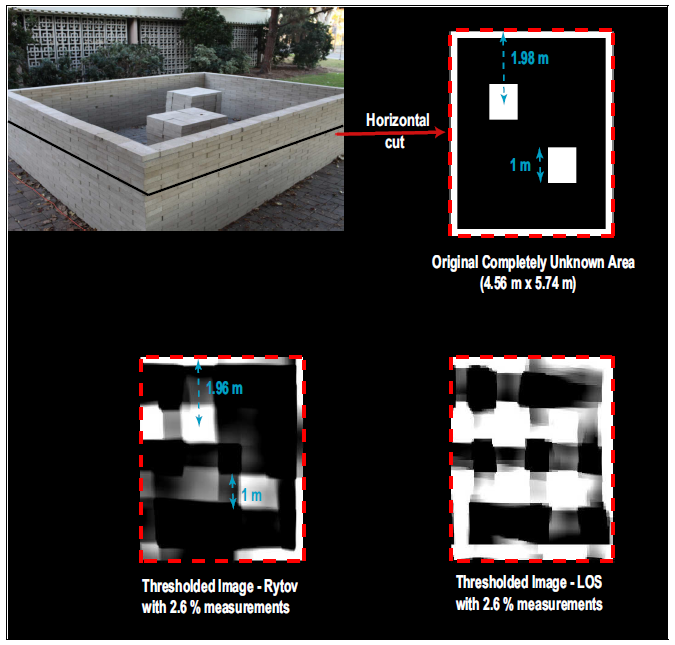 1.98 m
Horizontal
cut
1 m
Original Completely Unknown Area
(4.56 m x 5.74 m)
1.96 m
1 m
Thresholded Image - Rytov
with 2.6 % measurements
Thresholded Image - LOS
with 2.6 % measurements